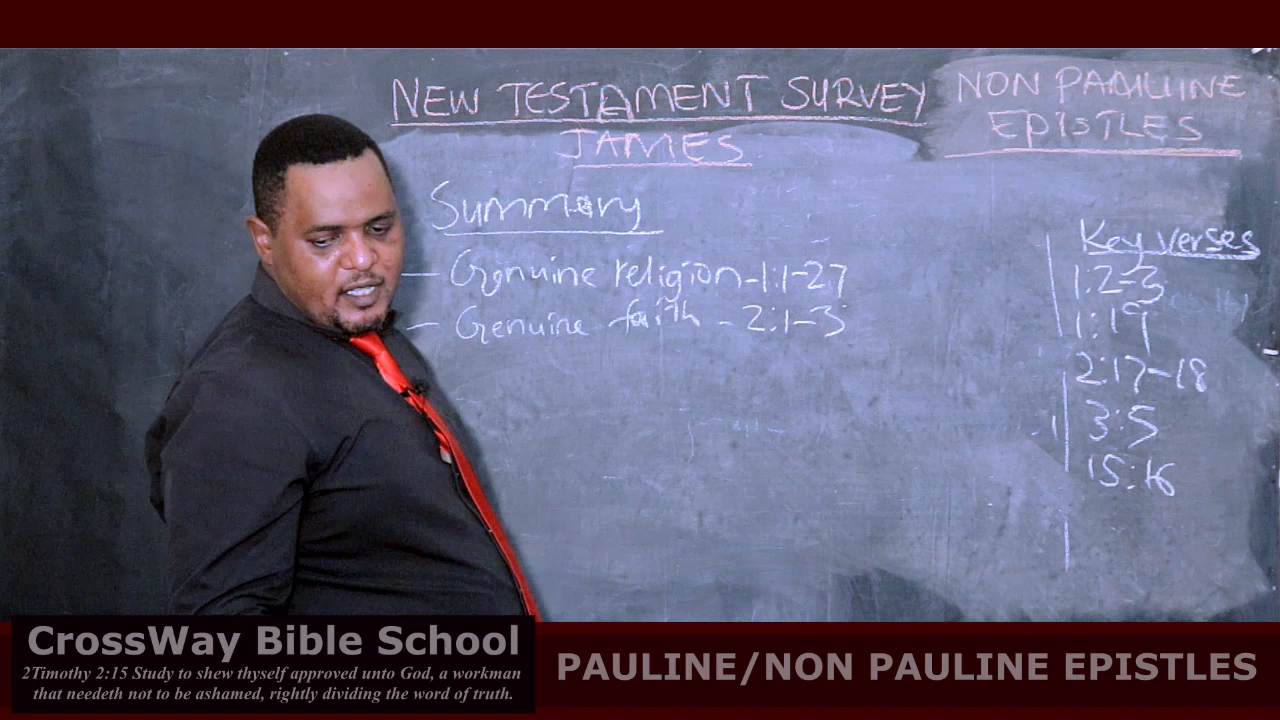 NEW TESTAMENT SURVEY
JAMES
NON PAULINE
EPISTLES
Summary
– Genuine religion – 1:1–27
– Genuine faith – 2:1–3
Key verses
1:2–3
1:19
2:17–18
3:5
15:16
CrossWay Bible School
2Timothy 2:15 Study to shew thyself approved unto God, a workman
that needeth not to be ashamed, rightly dividing the word of truth.
PAULINE/NON PAULINE EPISTLES